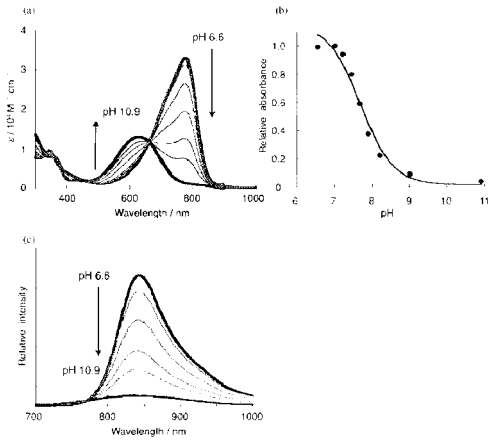 (a)
4
3
2
1
0
ε / 10⁴ M⁻¹ cm⁻¹
pH 6.6
pH 10.9
400 600 800 1000
Wavelength / nm
(b)
1.0
0.8
0.6
0.4
0.2
0.0
Relative absorbance
6 7 8 9 10 11
pH
(c)
pH 6.6
pH 10.9
Relative intensity
700 800 900 1000
Wavelength / nm